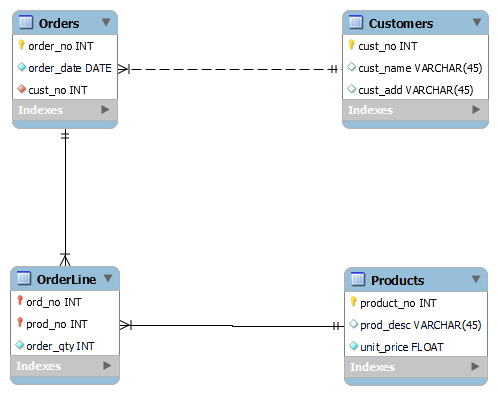 Orders
order_no INT
order_date DATE
cust_no INT
Indexes
Customers
cust_no INT
cust_name VARCHAR(45)
cust_add VARCHAR(45)
Indexes
OrderLine
ord_no INT
prod_no INT
order_qty INT
Indexes
Products
product_no INT
prod_desc VARCHAR(45)
unit_price FLOAT
Indexes